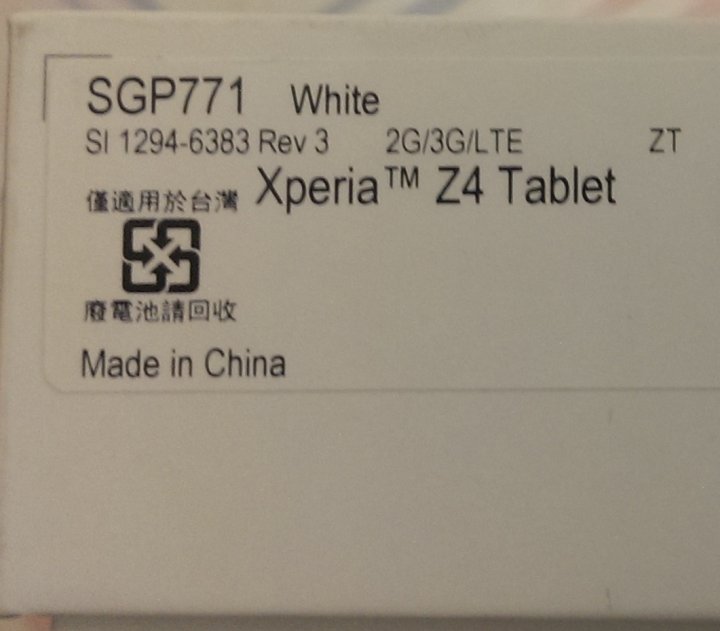 SGP771 White
SI 1294-6383 Rev 3 2G/3G/LTE ZT
Xperia™ Z4 Tablet
僅適用於台灣
廢電池請回收
Made in China